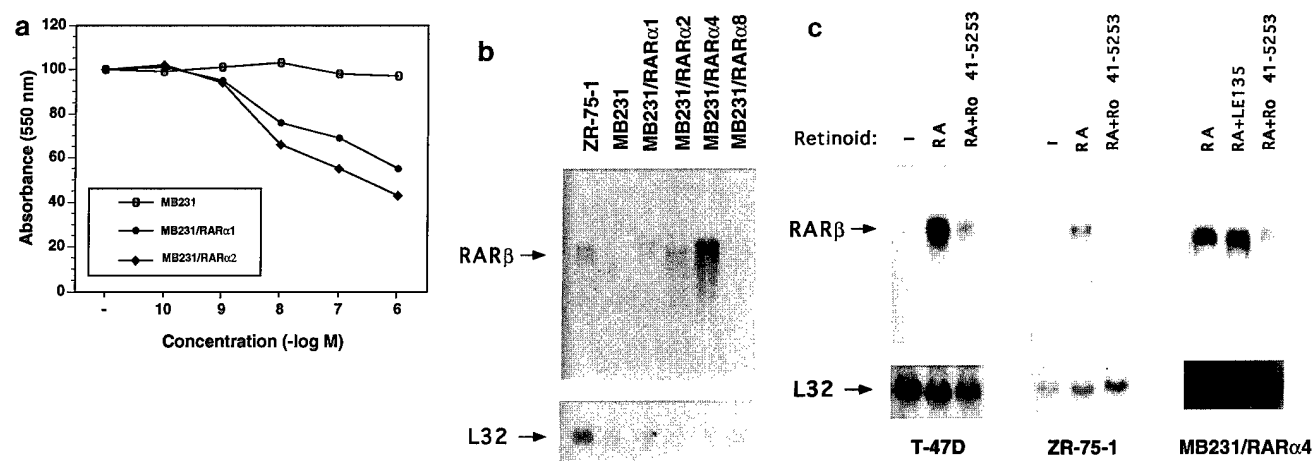 a
120
100
80
60
40
20
0
Absorbance (550 nm)
MB231
MB231/RARα1
MB231/RARα2
- 10 9 8 7 6
Concentration (-log M)
b
ZR-75-1
MB231
MB231/RARα1
MB231/RARα2
MB231/RARα4
MB231/RARα8
RARβ
L32
c
Retinoid:
–
RA
RA+Ro 41-5253
–
RA
RA+Ro 41-5253
RA
RA+LE135
RA+Ro 41-5253
RARβ
L32
T-47D ZR-75-1 MB231/RARα4